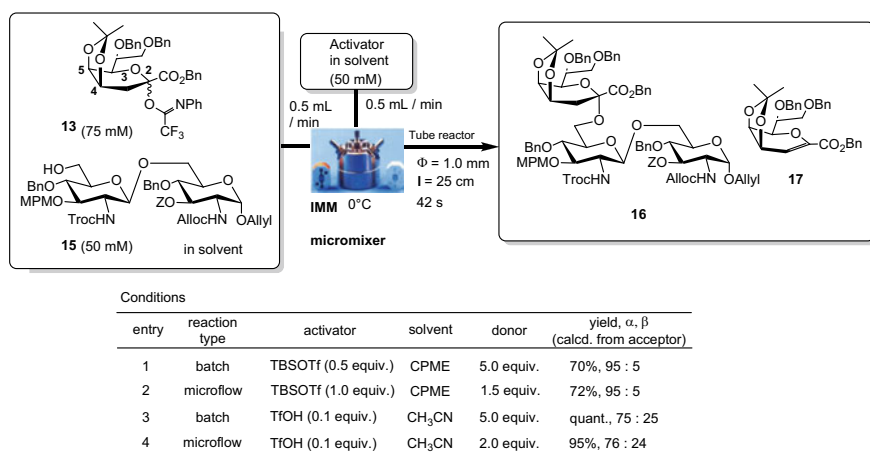 OBn
OBn
O
O
5
3
O
2
4
CO2Bn
O
NPh
CF3
13 (75 mM)
HO
BnO
MPMO
O
TrocHN
O
BnO
ZO
O
AllocHN
OAllyl
15 (50 mM)
in solvent
Activator
in solvent
(50 mM)
0.5 mL
/ min
0.5 mL / min
IMM
0°C
micromixer
Tube reactor
Φ = 1.0 mm
l = 25 cm
42 s
OBn
OBn
O
O
O
CO2Bn
O
BnO
MPMO
O
TrocHN
O
BnO
ZO
O
AllocHN
OAllyl
16
O
O
OBn
OBn
O
CO2Bn
17
Conditions
entry reaction type activator solvent donor yield, α, β (calcd. from acceptor)
1 batch TBSOTf (0.5 equiv.) CPME 5.0 equiv. 70%, 95 : 5
2 microflow TBSOTf (1.0 equiv.) CPME 1.5 equiv. 72%, 95 : 5
3 batch TfOH (0.1 equiv.) CH3CN 5.0 equiv. quant., 75 : 25
4 microflow TfOH (0.1 equiv.) CH3CN 2.0 equiv. 95%, 76 : 24